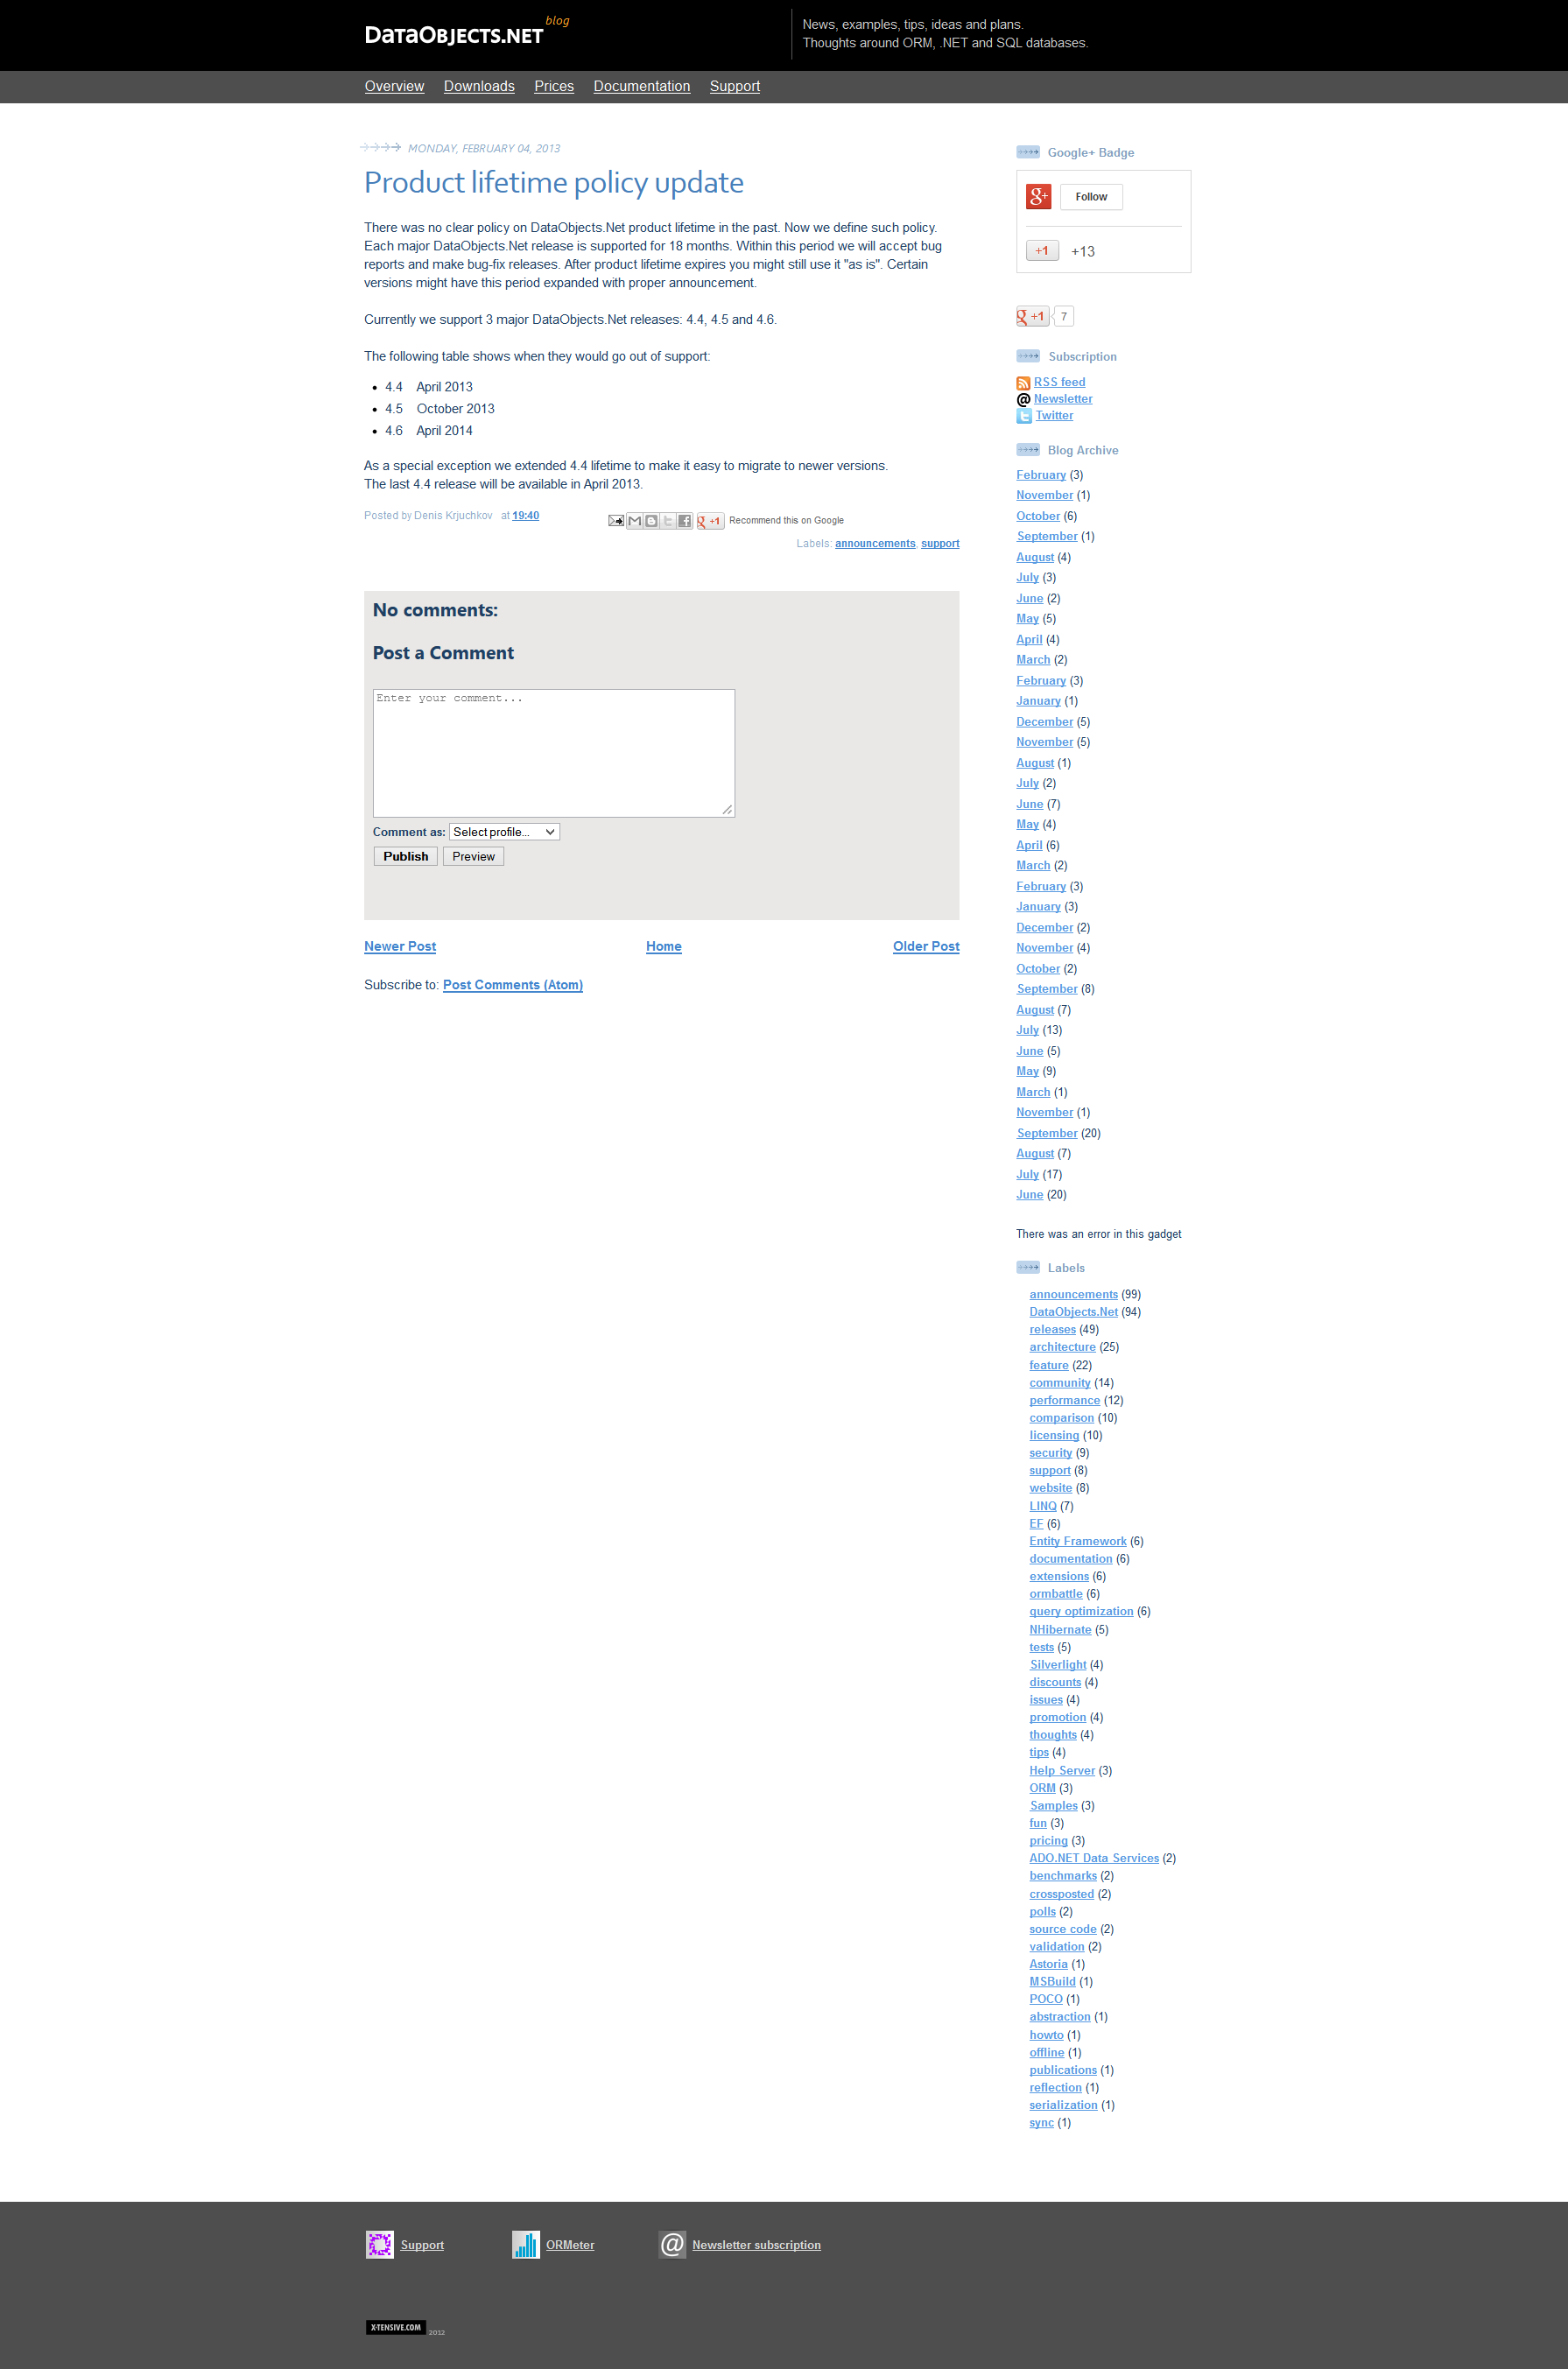 DataObjects.NET blog
News, examples, tips, ideas and plans.
Thoughts around ORM, .NET and SQL databases.
Overview Downloads Prices Documentation Support
MONDAY, FEBRUARY 04, 2013
Product lifetime policy update
There was no clear policy on DataObjects.Net product lifetime in the past. Now we define such policy.
Each major DataObjects.Net release is supported for 18 months. Within this period we will accept bug
reports and make bug-fix releases. After product lifetime expires you might still use it "as is". Certain
versions might have this period expanded with proper announcement.
Currently we support 3 major DataObjects.Net releases: 4.4, 4.5 and 4.6.
The following table shows when they would go out of support:
4.4 April 2013
4.5 October 2013
4.6 April 2014
As a special exception we extended 4.4 lifetime to make it easy to migrate to newer versions.
The last 4.4 release will be available in April 2013.
Posted by Denis Krjuchkov at 19:40
g +1 Recommend this on Google
Labels: announcements, support
No comments:
Post a Comment
Enter your comment...
Comment as: Select profile...
Publish Preview
Newer Post Home Older Post
Subscribe to: Post Comments (Atom)
Google+ Badge
g+ Follow
+1 +13
g +1 7
Subscription
RSS feed
@ Newsletter
Twitter
Blog Archive
February (3)
November (1)
October (6)
September (1)
August (4)
July (3)
June (2)
May (5)
April (4)
March (2)
February (3)
January (1)
December (5)
November (5)
August (1)
July (2)
June (7)
May (4)
April (6)
March (2)
February (3)
January (3)
December (2)
November (4)
October (2)
September (8)
August (7)
July (13)
June (5)
May (9)
March (1)
November (1)
September (20)
August (7)
July (17)
June (20)
There was an error in this gadget
Labels
announcements (99)
DataObjects.Net (94)
releases (49)
architecture (25)
feature (22)
community (14)
performance (12)
comparison (10)
licensing (10)
security (9)
support (8)
website (8)
LINQ (7)
EF (6)
Entity Framework (6)
documentation (6)
extensions (6)
ormbattle (6)
query optimization (6)
NHibernate (5)
tests (5)
Silverlight (4)
discounts (4)
issues (4)
promotion (4)
thoughts (4)
tips (4)
Help Server (3)
ORM (3)
Samples (3)
fun (3)
pricing (3)
ADO.NET Data Services (2)
benchmarks (2)
crossposted (2)
polls (2)
source code (2)
validation (2)
Astoria (1)
MSBuild (1)
POCO (1)
abstraction (1)
howto (1)
offline (1)
publications (1)
reflection (1)
serialization (1)
sync (1)
Support ORMeter @ Newsletter subscription
X-TENSIVE.COM 2012